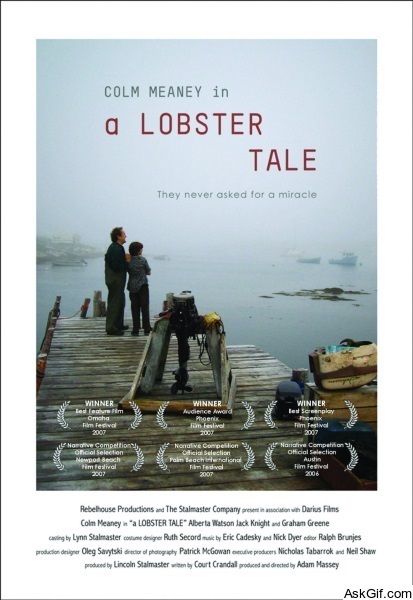 COLM MEANEY in
a LOBSTER
TALE
They never asked for a miracle
WINNER
Best Feature Film
Omaha
Film Festival
2007
WINNER
Audience Award
Phoenix
Film Festival
2007
WINNER
Best Screenplay
Phoenix
Film Festival
2007
Narrative Competition
Official Selection
Newport Beach
Film Festival
2007
Narrative Competition
Official Selection
Palm Beach International
Film Festival
2007
Narrative Competition
Official Selection
Austin
Film Festival
2006
Rebelhouse Productions and The Stalmaster Company present in association with Darius Films
Colm Meaney in "a LOBSTER TALE" Alberta Watson Jack Knight and Graham Greene
casting by Lynn Stalmaster costume designer Ruth Secord music by Eric Cadesky and Nick Dyer editor Ralph Brunjes
production designer Oleg Savytski director of photography Patrick McGowan executive producers Nicholas Tabarrok and Neil Shaw
produced by Lincoln Stalmaster written by Court Crandall produced and directed by Adam Massey
AskGif.com